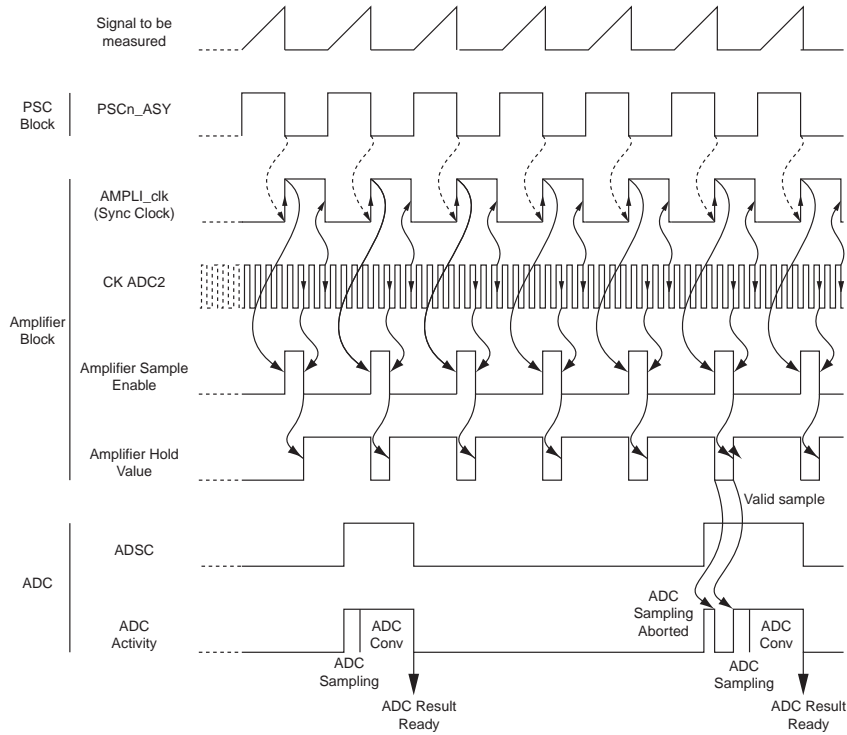 Signal to be
measured
PSC
Block
PSCn_ASY
AMPLI_clk
(Sync Clock)
CK ADC2
Amplifier
Block
Amplifier Sample
Enable
Amplifier Hold
Value
Valid sample
ADSC
ADC
ADC
Activity
ADC
Conv
ADC
Sampling
ADC Result
Ready
ADC
Sampling
Aborted
ADC
Conv
ADC
Sampling
ADC Result
Ready